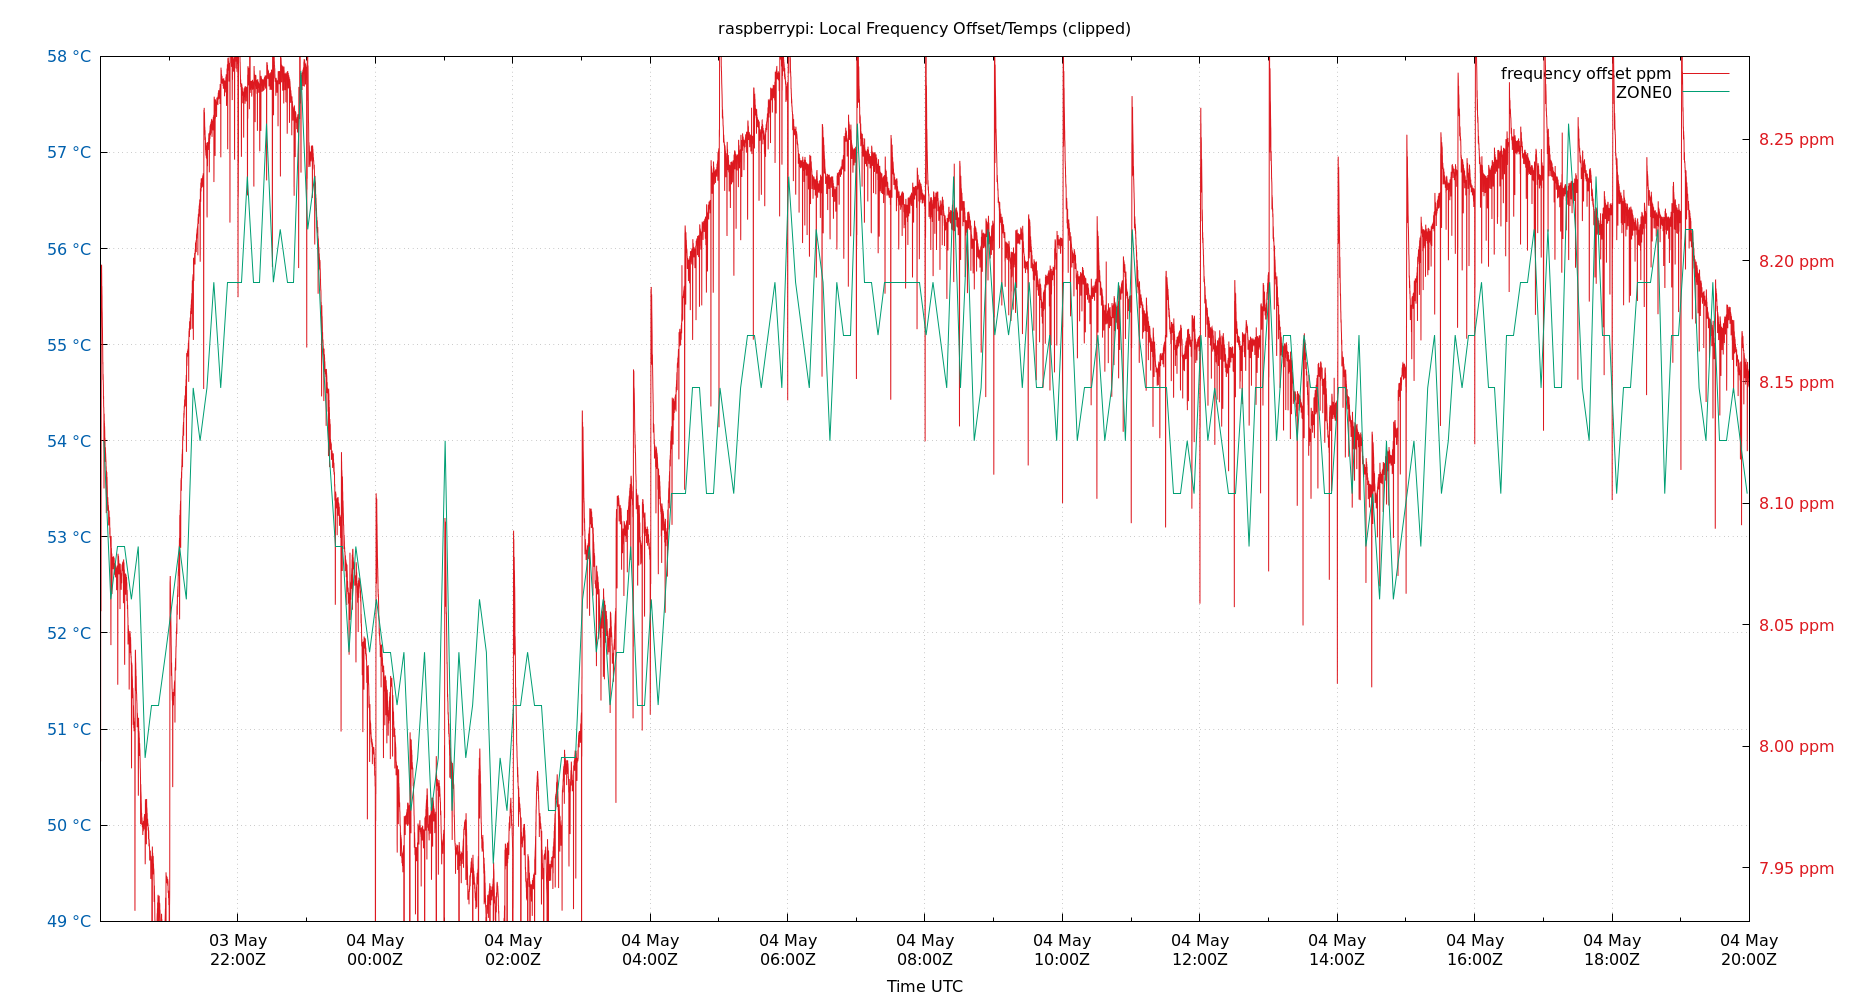 raspberrypi: Local Frequency Offset/Temps (clipped)
58 °C
57 °C
56 °C
55 °C
54 °C
53 °C
52 °C
51 °C
50 °C
49 °C
frequency offset ppm
ZONE0
8.25 ppm
8.20 ppm
8.15 ppm
8.10 ppm
8.05 ppm
8.00 ppm
7.95 ppm
03 May 04 May 04 May 04 May 04 May 04 May 04 May 04 May 04 May 04 May 04 May 04 May
22:00Z 00:00Z 02:00Z 04:00Z 06:00Z 08:00Z 10:00Z 12:00Z 14:00Z 16:00Z 18:00Z 20:00Z
Time UTC